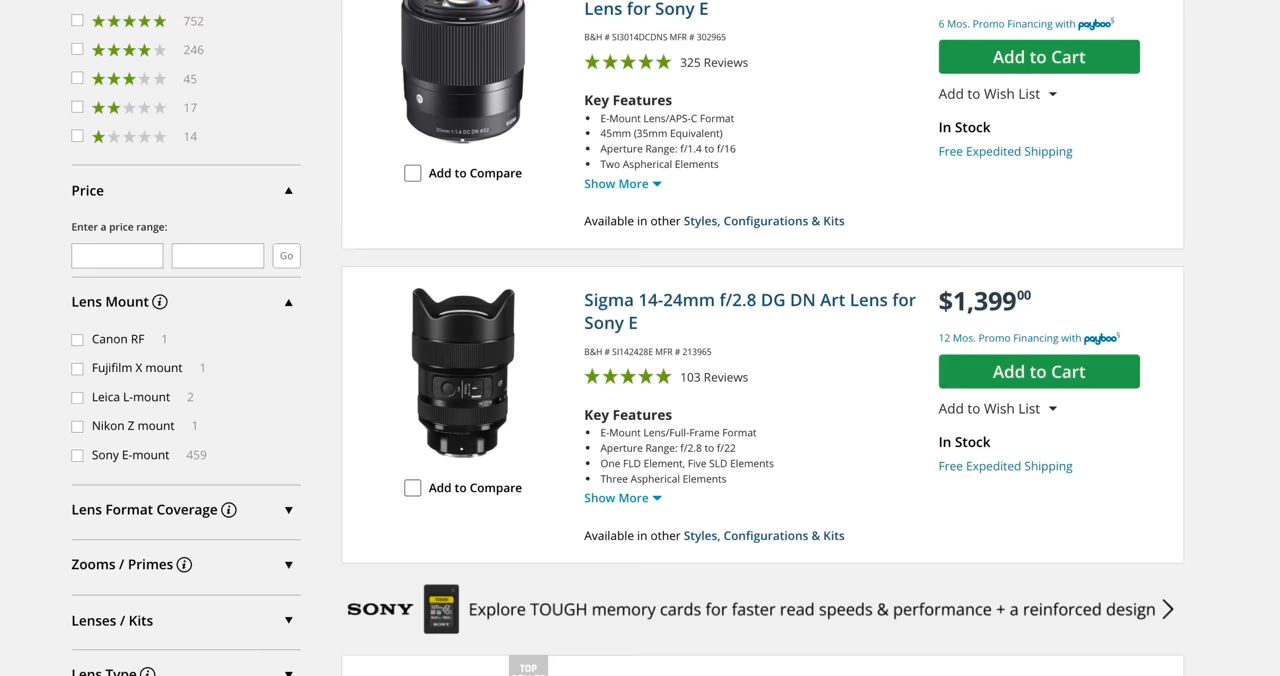 752
246
45
17
14
Price
Enter a price range:
Go
Lens Mount
Canon RF 1
Fujifilm X mount 1
Leica L-mount 2
Nikon Z mount 1
Sony E-mount 459
Lens Format Coverage
Zooms / Primes
Lenses / Kits
Lens Type
Lens for Sony E
B&H # SI3014DCDNS MFR # 302965
325 Reviews
Key Features
E-Mount Lens/APS-C Format
45mm (35mm Equivalent)
Aperture Range: f/1.4 to f/16
Two Aspherical Elements
Show More
Available in other Styles, Configurations & Kits
Add to Compare
6 Mos. Promo Financing with payboo§
Add to Cart
Add to Wish List
In Stock
Free Expedited Shipping
Sigma 14-24mm f/2.8 DG DN Art Lens for
Sony E
B&H # SI142428E MFR # 213965
103 Reviews
Key Features
E-Mount Lens/Full-Frame Format
Aperture Range: f/2.8 to f/22
One FLD Element, Five SLD Elements
Three Aspherical Elements
Show More
Available in other Styles, Configurations & Kits
Add to Compare
$1,399.00
12 Mos. Promo Financing with payboo§
Add to Cart
Add to Wish List
In Stock
Free Expedited Shipping
SONY
TOUGH
SONY
Explore TOUGH memory cards for faster read speeds & performance + a reinforced design
TOP